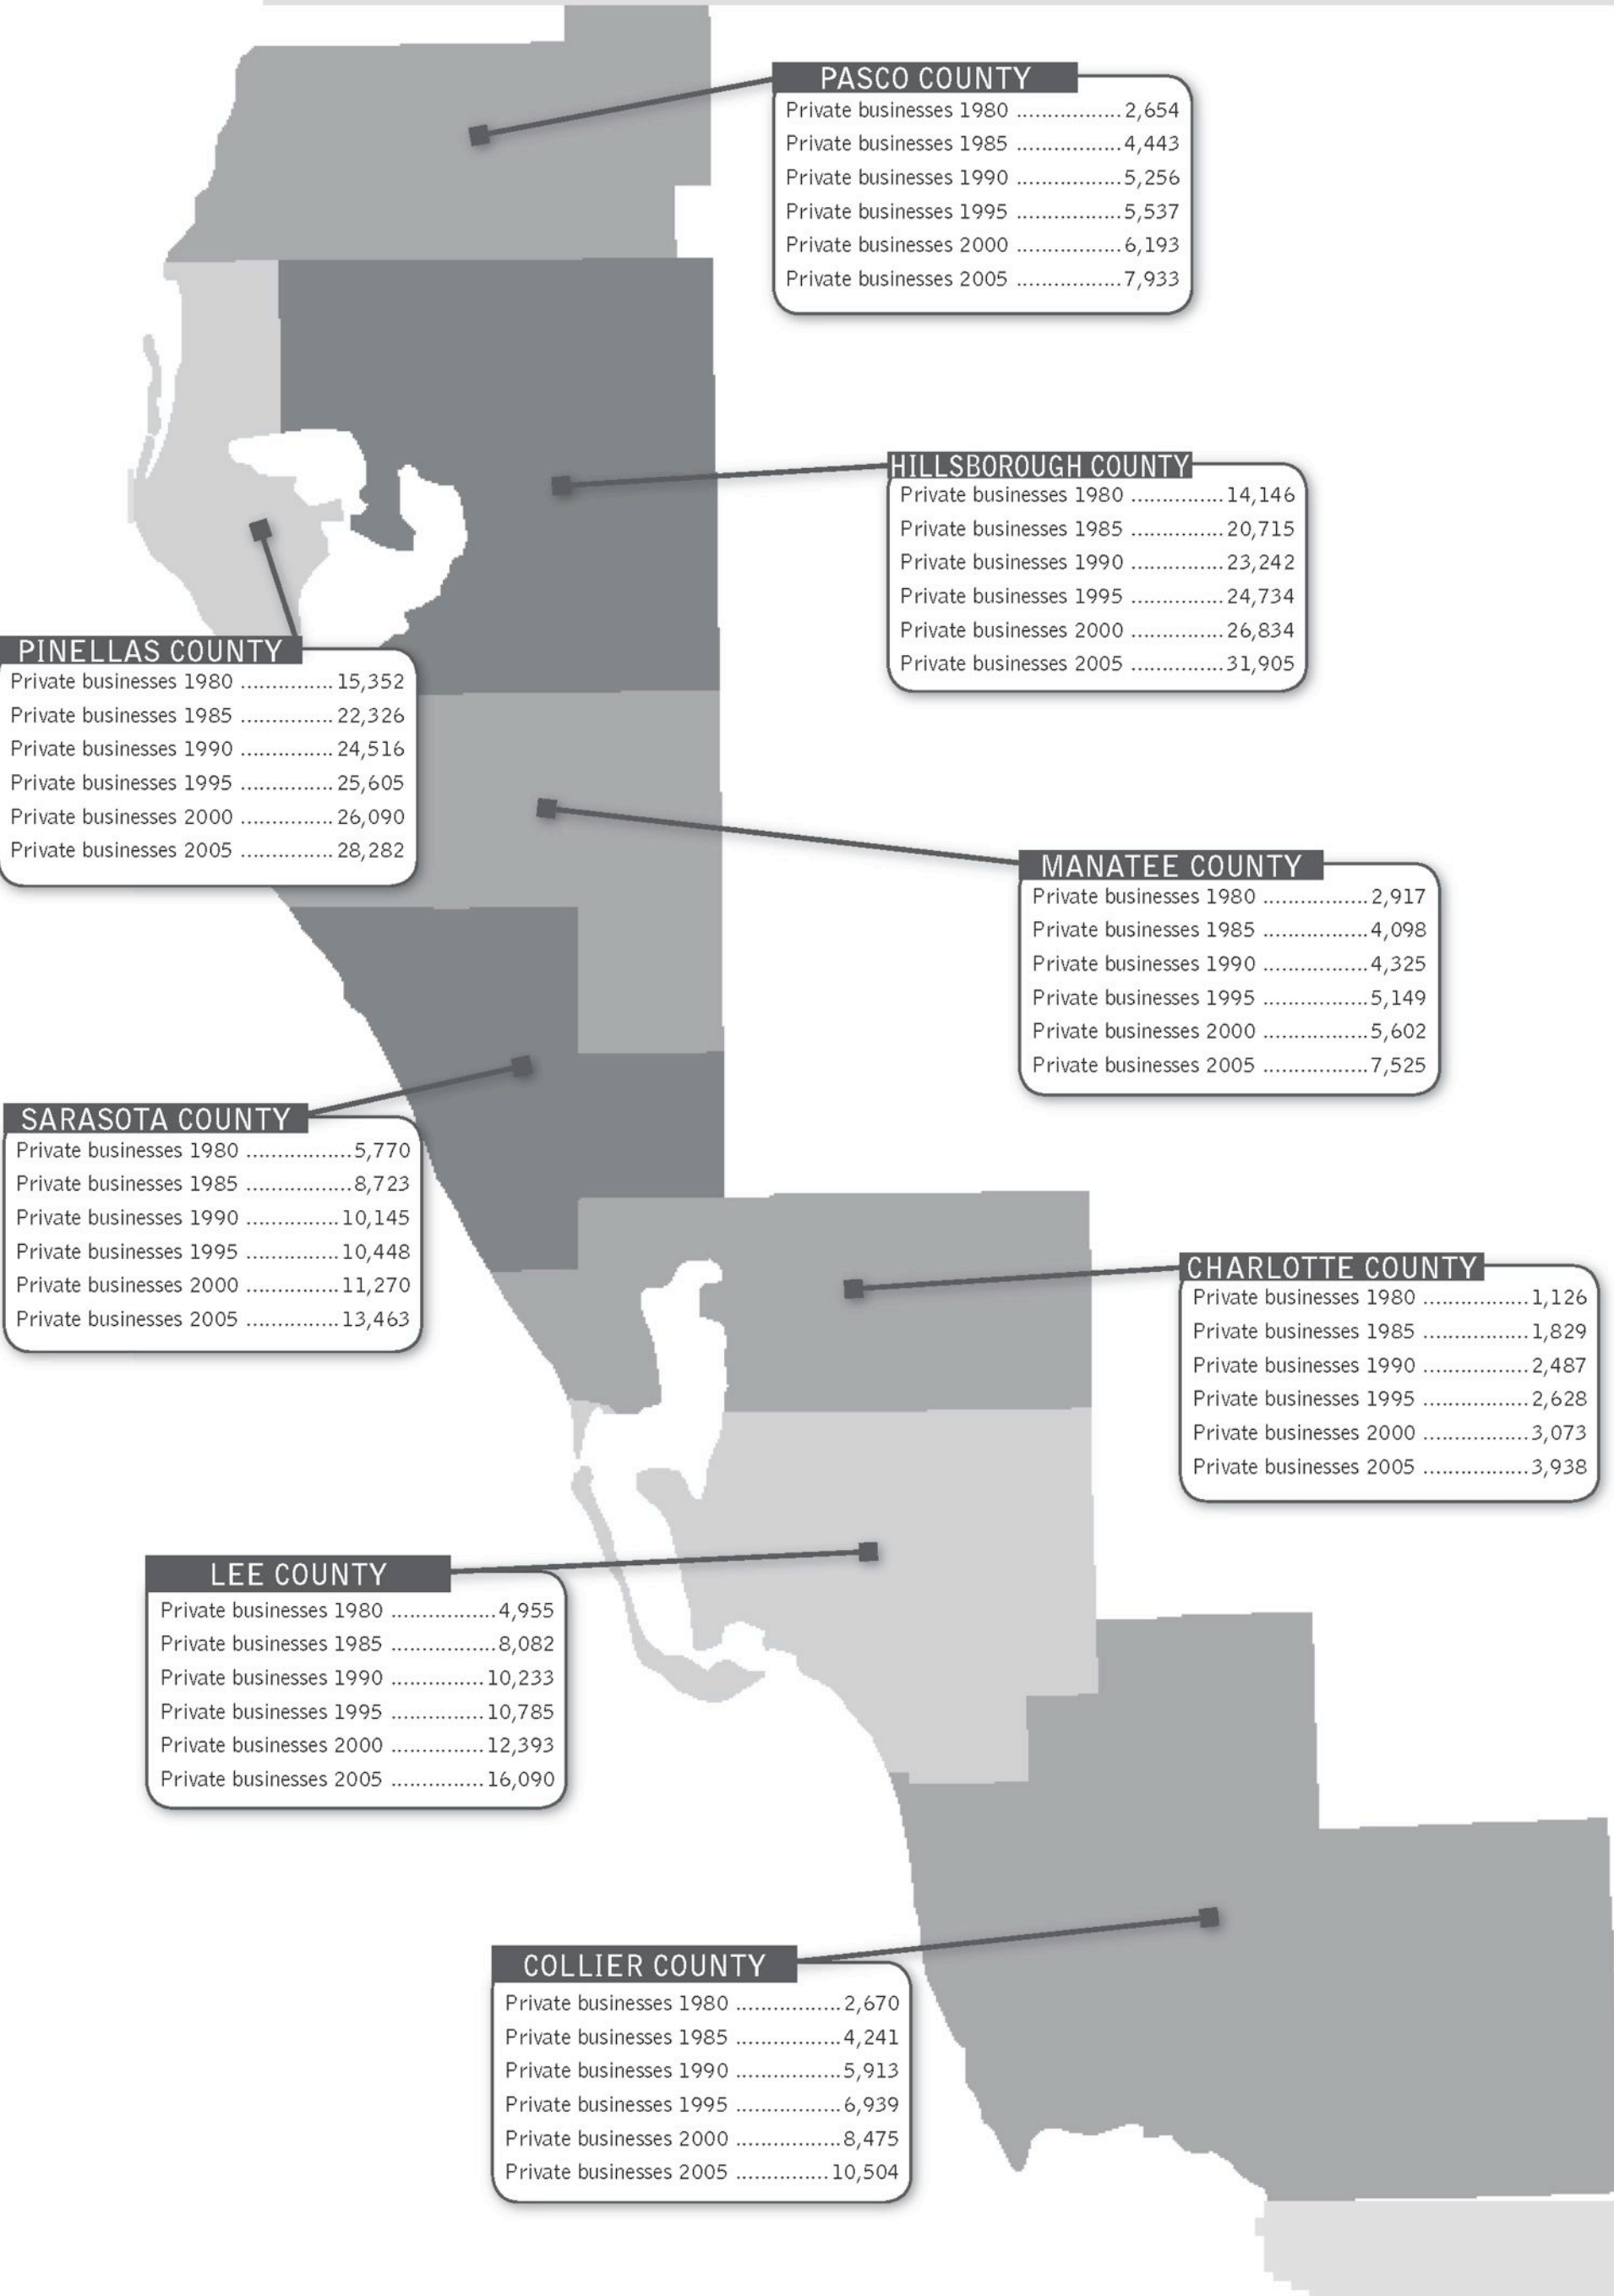 PASCO COUNTY
Private businesses 1980 .................2,654
Private businesses 1985 .................4,443
Private businesses 1990 .................5,256
Private businesses 1995 .................5,537
Private businesses 2000 .................6,193
Private businesses 2005 .................7,933
HILLSBOROUGH COUNTY
Private businesses 1980 ...............14,146
Private businesses 1985 ...............20,715
Private businesses 1990 ...............23,242
Private businesses 1995 ...............24,734
Private businesses 2000 ...............26,834
Private businesses 2005 ...............31,905
PINELLAS COUNTY
Private businesses 1980 ...............15,352
Private businesses 1985 ...............22,326
Private businesses 1990 ...............24,516
Private businesses 1995 ...............25,605
Private businesses 2000 ...............26,090
Private businesses 2005 ...............28,282
MANATEE COUNTY
Private businesses 1980 .................2,917
Private businesses 1985 .................4,098
Private businesses 1990 .................4,325
Private businesses 1995 .................5,149
Private businesses 2000 .................5,602
Private businesses 2005 .................7,525
SARASOTA COUNTY
Private businesses 1980 .................5,770
Private businesses 1985 .................8,723
Private businesses 1990 ...............10,145
Private businesses 1995 ...............10,448
Private businesses 2000 ...............11,270
Private businesses 2005 ...............13,463
CHARLOTTE COUNTY
Private businesses 1980 .................1,126
Private businesses 1985 .................1,829
Private businesses 1990 .................2,487
Private businesses 1995 .................2,628
Private businesses 2000 .................3,073
Private businesses 2005 .................3,938
LEE COUNTY
Private businesses 1980 .................4,955
Private businesses 1985 .................8,082
Private businesses 1990 ...............10,233
Private businesses 1995 ...............10,785
Private businesses 2000 ...............12,393
Private businesses 2005 ...............16,090
COLLIER COUNTY
Private businesses 1980 .................2,670
Private businesses 1985 .................4,241
Private businesses 1990 .................5,913
Private businesses 1995 .................6,939
Private businesses 2000 .................8,475
Private businesses 2005 ...............10,504